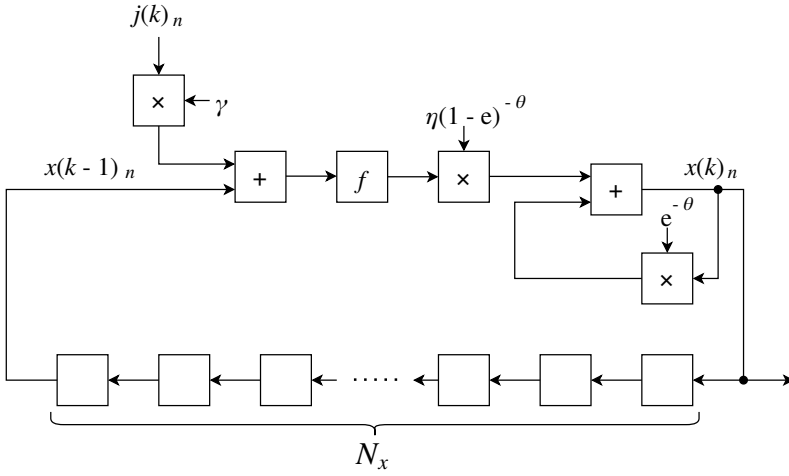 j(k)ₙ
×
γ
η(1 - e)⁻ᶿ
x(k - 1)ₙ
+
f
×
+
x(k)ₙ
e⁻ᶿ
×
.....
Nₓ